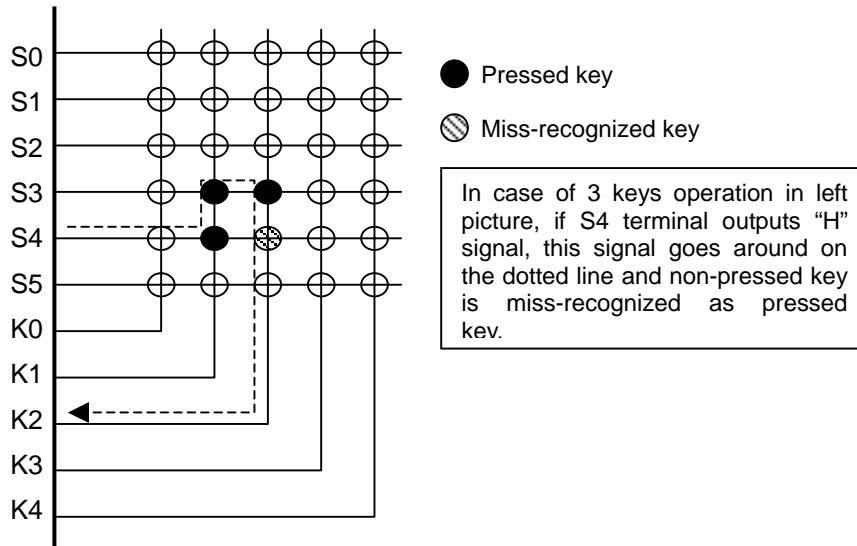 S0
S1
S2
S3
S4
S5
K0
K1
K2
K3
K4
Pressed key
Miss-recognized key
In case of 3 keys operation in left
picture, if S4 terminal outputs “H”
signal, this signal goes around on
the dotted line and non-pressed key
is miss-recognized as pressed
key.